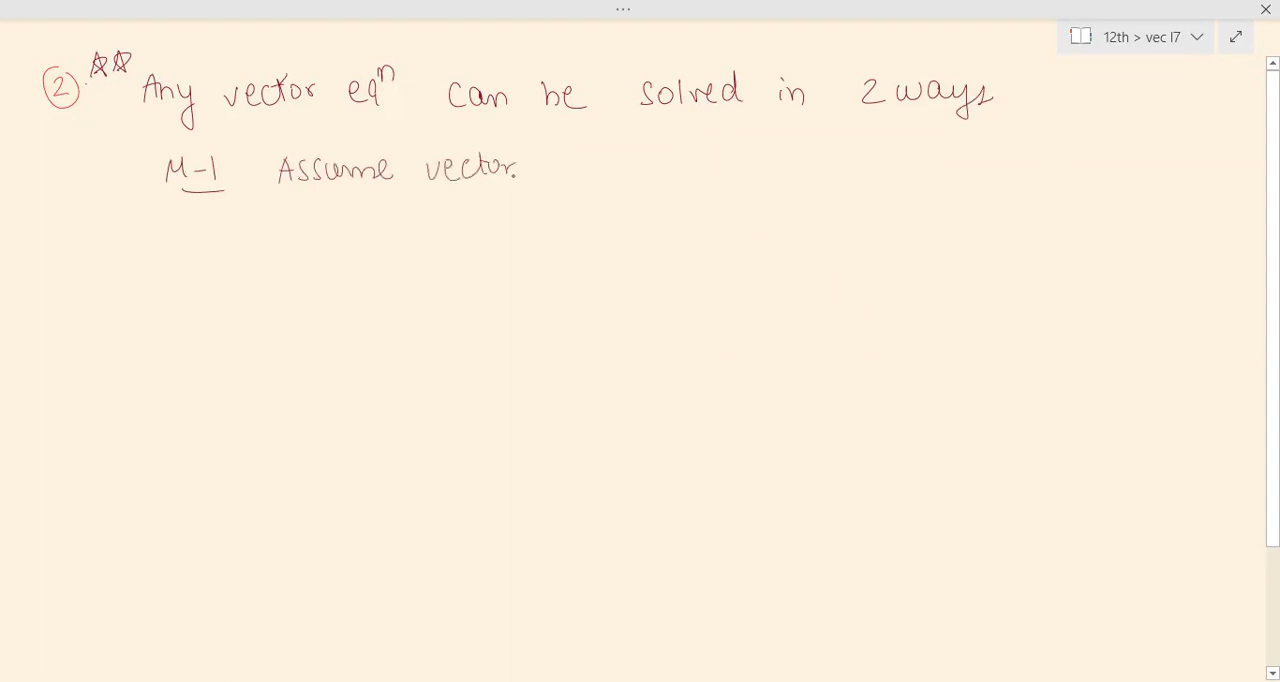 12th > vec l7
② ☆☆ Any vector eqⁿ can be solved in 2 ways
M-1 Assume vector.